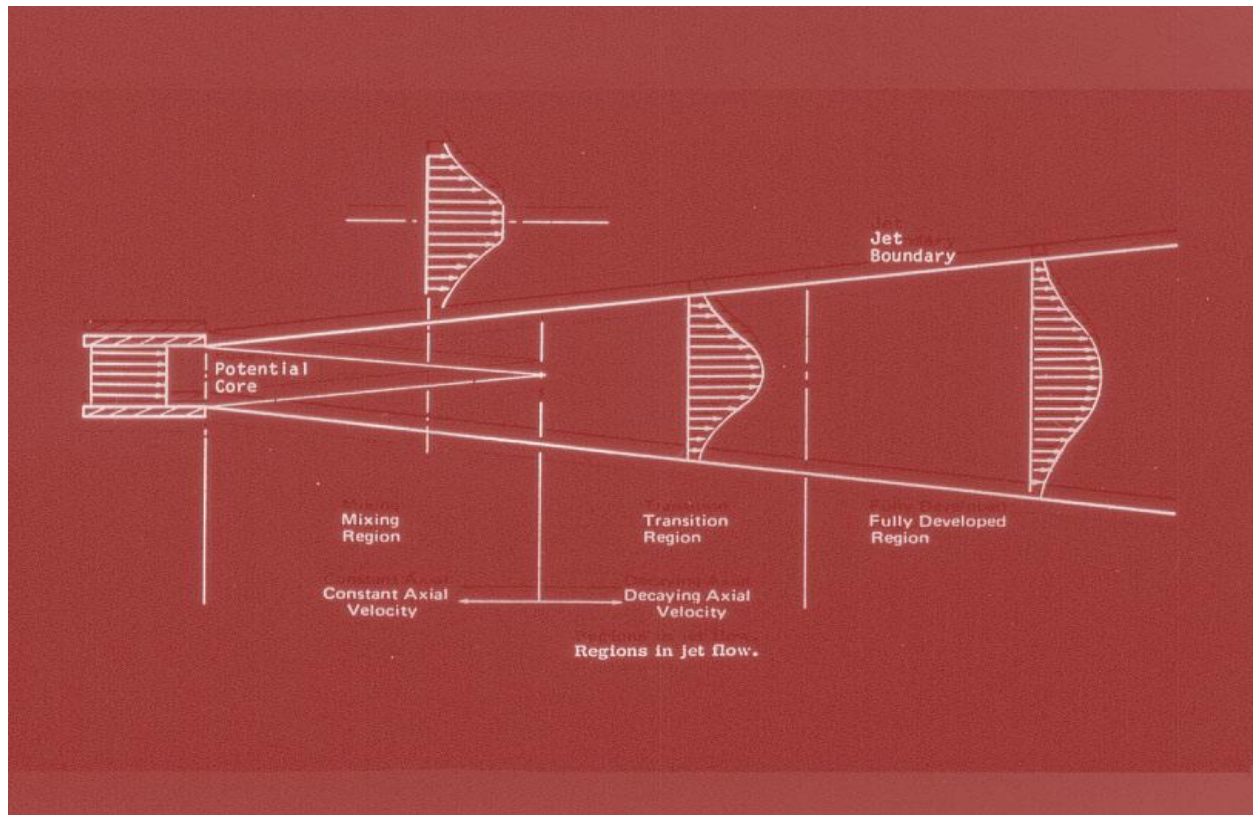 Jet
Boundary
Potential
Core
Mixing
Region
Transition
Region
Fully Developed
Region
Constant Axial
Velocity
Decaying Axial
Velocity
Regions in jet flow.